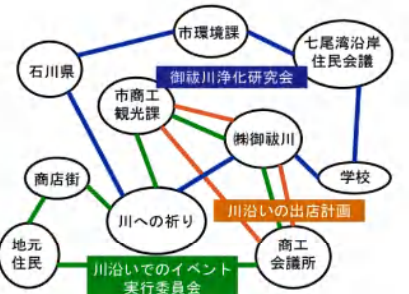 市環境課
七尾湾沿岸
住民会議
石川県
御祓川浄化研究会
市商工
観光課
㈱御祓川
商店街
学校
川への祈り
川沿いの出店計画
地元
住民
商工
会議所
川沿いでのイベント
実行委員会